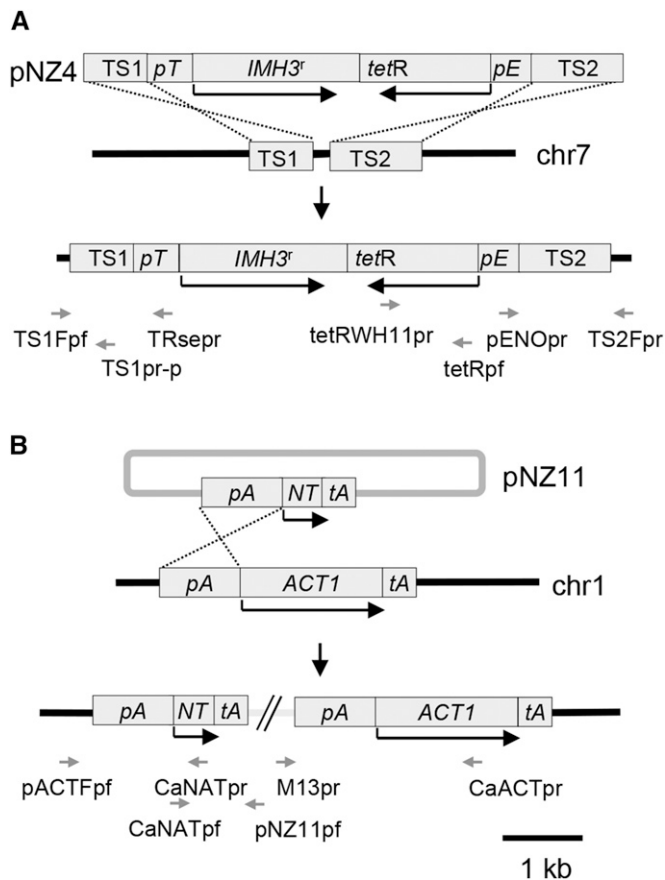 A
pNZ4 TS1 pT IMH3r tetR pE TS2
TS1 TS2 chr7
TS1 pT IMH3r tetR pE TS2
TS1Fpf TRsepr tetRWH11pr pENOpr TS2Fpr
TS1pr-p tetRpf
B
pNZ11
pA NT tA
pA ACT1 tA chr1
pA NT tA // pA ACT1 tA
pACTFpf CaNATpr M13pr CaACTpr
CaNATpf pNZ11pf
1 kb